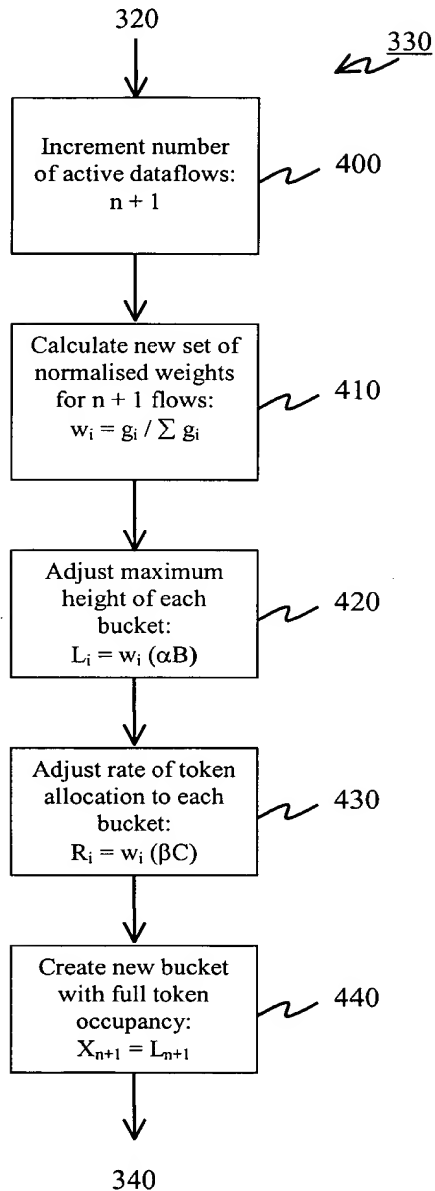 320
330
Increment number
of active dataflows:
n + 1
400
Calculate new set of
normalised weights
for n + 1 flows:
wᵢ = gᵢ / Σ gᵢ
410
Adjust maximum
height of each
bucket:
Lᵢ = wᵢ (αB)
420
Adjust rate of token
allocation to each
bucket:
Rᵢ = wᵢ (βC)
430
Create new bucket
with full token
occupancy:
Xₙ₊₁ = Lₙ₊₁
440
340